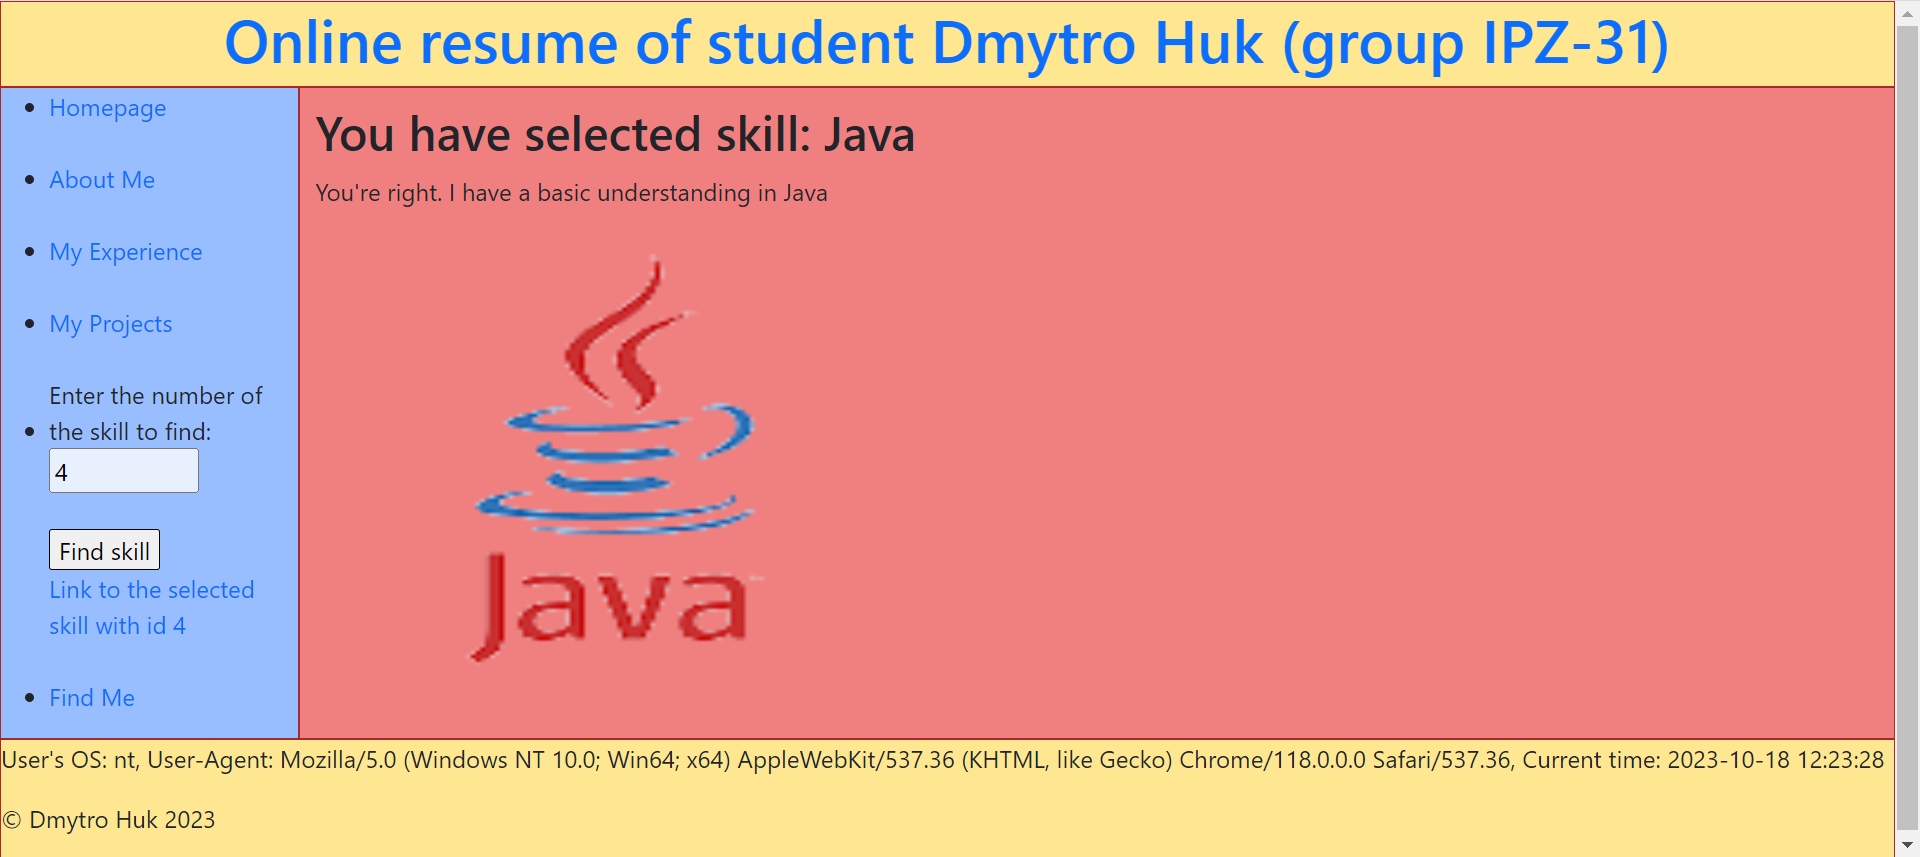 Online resume of student Dmytro Huk (group IPZ-31)
Homepage
About Me
My Experience
My Projects
Enter the number of
the skill to find:
4
Find skill
Link to the selected
skill with id 4
Find Me
You have selected skill: Java
You're right. I have a basic understanding in Java
Java
User's OS: nt, User-Agent: Mozilla/5.0 (Windows NT 10.0; Win64; x64) AppleWebKit/537.36 (KHTML, like Gecko) Chrome/118.0.0.0 Safari/537.36, Current time: 2023-10-18 12:23:28
© Dmytro Huk 2023